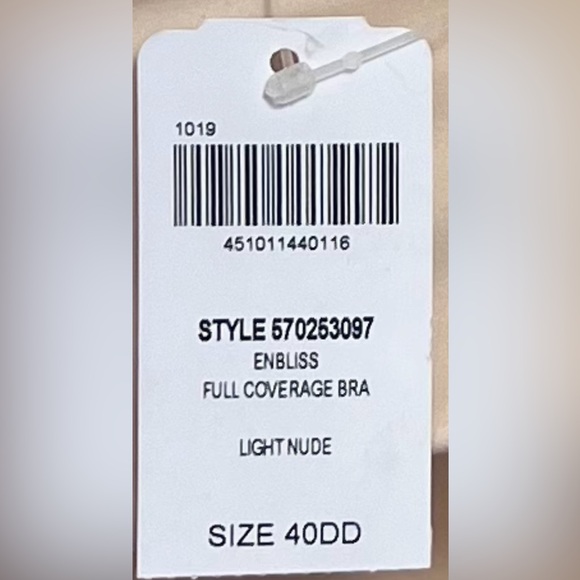 1019
451011440116
STYLE 570253097
ENBLISS
FULL COVERAGE BRA
LIGHT NUDE
SIZE 40DD